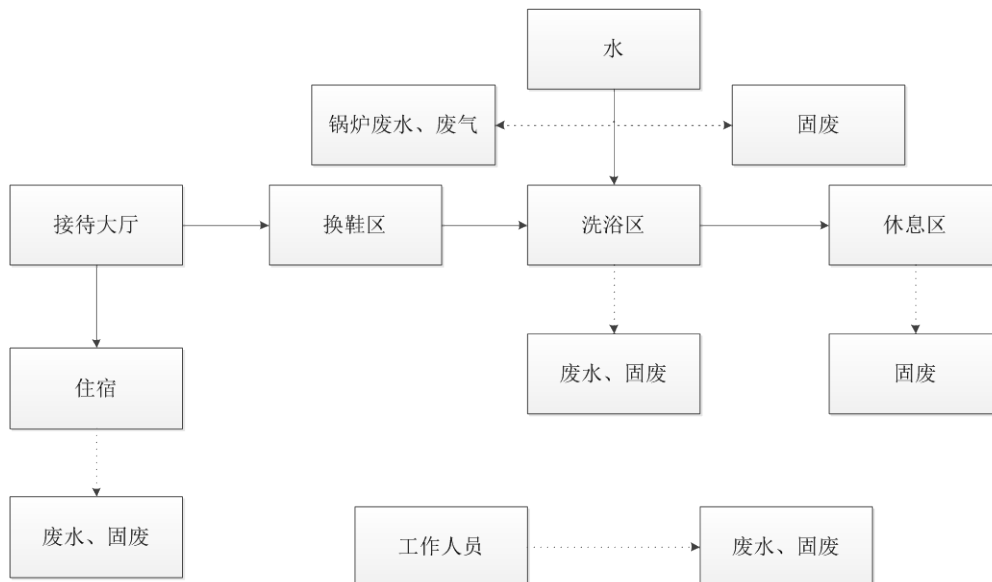 水
锅炉废水、废气
固废
接待大厅
换鞋区
洗浴区
休息区
住宿
废水、固废
固废
废水、固废
工作人员
废水、固废